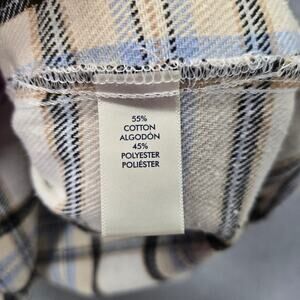 55%
COTTON
ALGODÓN
45%
POLYESTER
POLIÉSTER